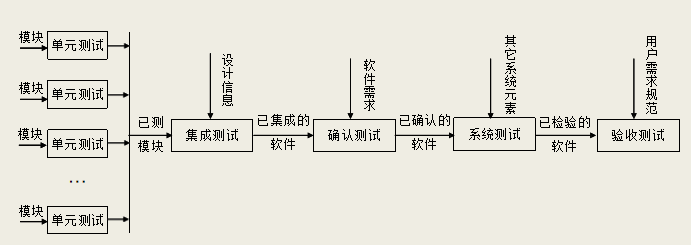 模块
单元测试
模块
单元测试
模块
单元测试
…
模块
单元测试
已测
模块
设计信息
集成测试
已集成的
软件
软件需求
确认测试
已确认的
软件
其它系统元素
系统测试
已检验的
软件
用户需求规范
验收测试